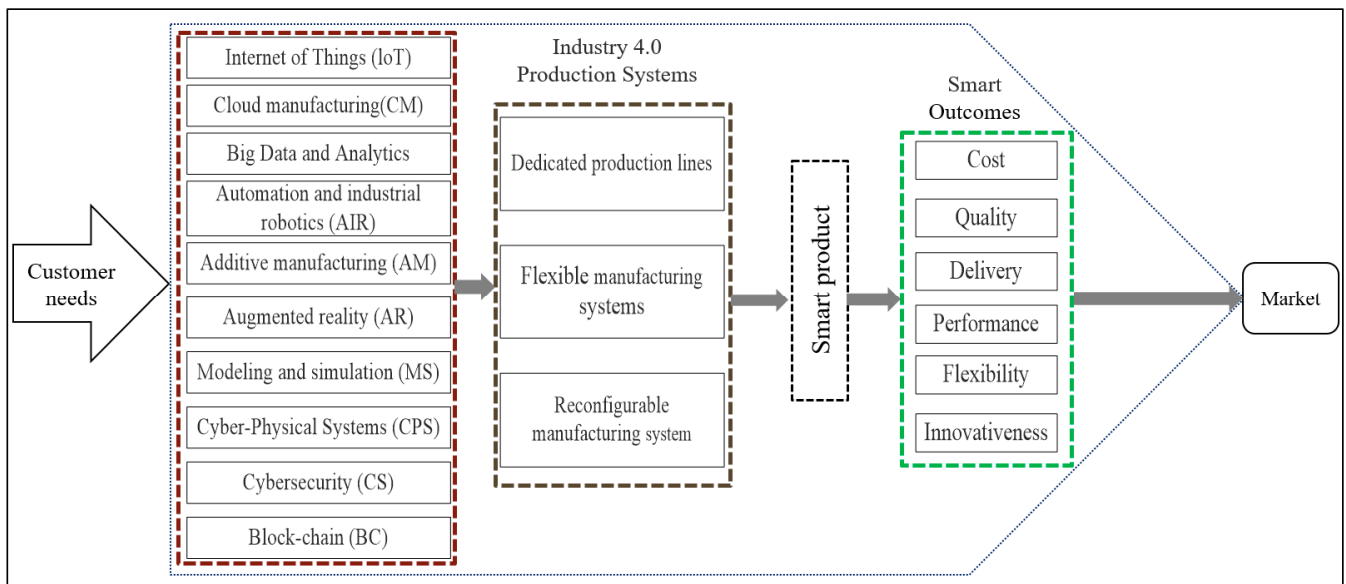 Customer
needs
Internet of Things (IoT)
Cloud manufacturing(CM)
Big Data and Analytics
Automation and industrial
robotics (AIR)
Additive manufacturing (AM)
Augmented reality (AR)
Modeling and simulation (MS)
Cyber-Physical Systems (CPS)
Cybersecurity (CS)
Block-chain (BC)
Industry 4.0
Production Systems
Dedicated production lines
Flexible manufacturing
systems
Reconfigurable
manufacturing system
Smart product
Smart
Outcomes
Cost
Quality
Delivery
Performance
Flexibility
Innovativeness
Market